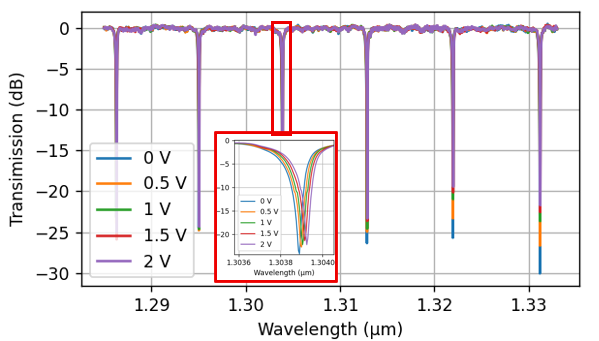 0
−5
−10
−15
−20
−25
−30
Transimission (dB)
0 V
0.5 V
1 V
1.5 V
2 V
0
−5
−10
−15
−20
0 V
0.5 V
1 V
1.5 V
2 V
1.3036
1.3038
1.3040
Wavelength (μm)
1.29
1.30
1.31
1.32
1.33
Wavelength (μm)